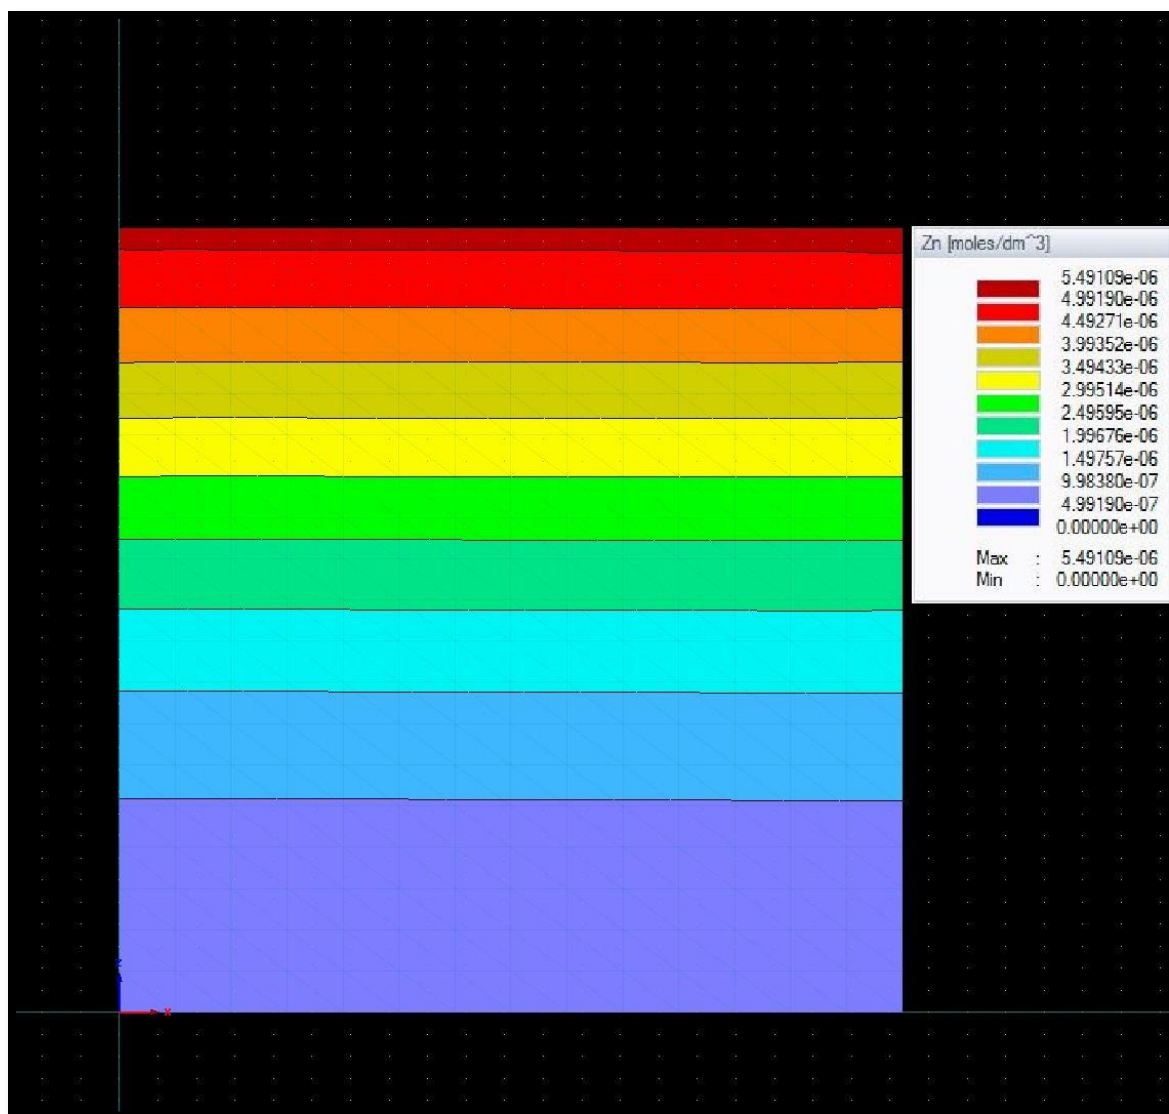 Zn [moles/dm^3]
5.49109e-06
4.99190e-06
4.49271e-06
3.99352e-06
3.49433e-06
2.99514e-06
2.49595e-06
1.99676e-06
1.49757e-06
9.98380e-07
4.99190e-07
0.00000e+00
Max : 5.49109e-06
Min : 0.00000e+00
z
x